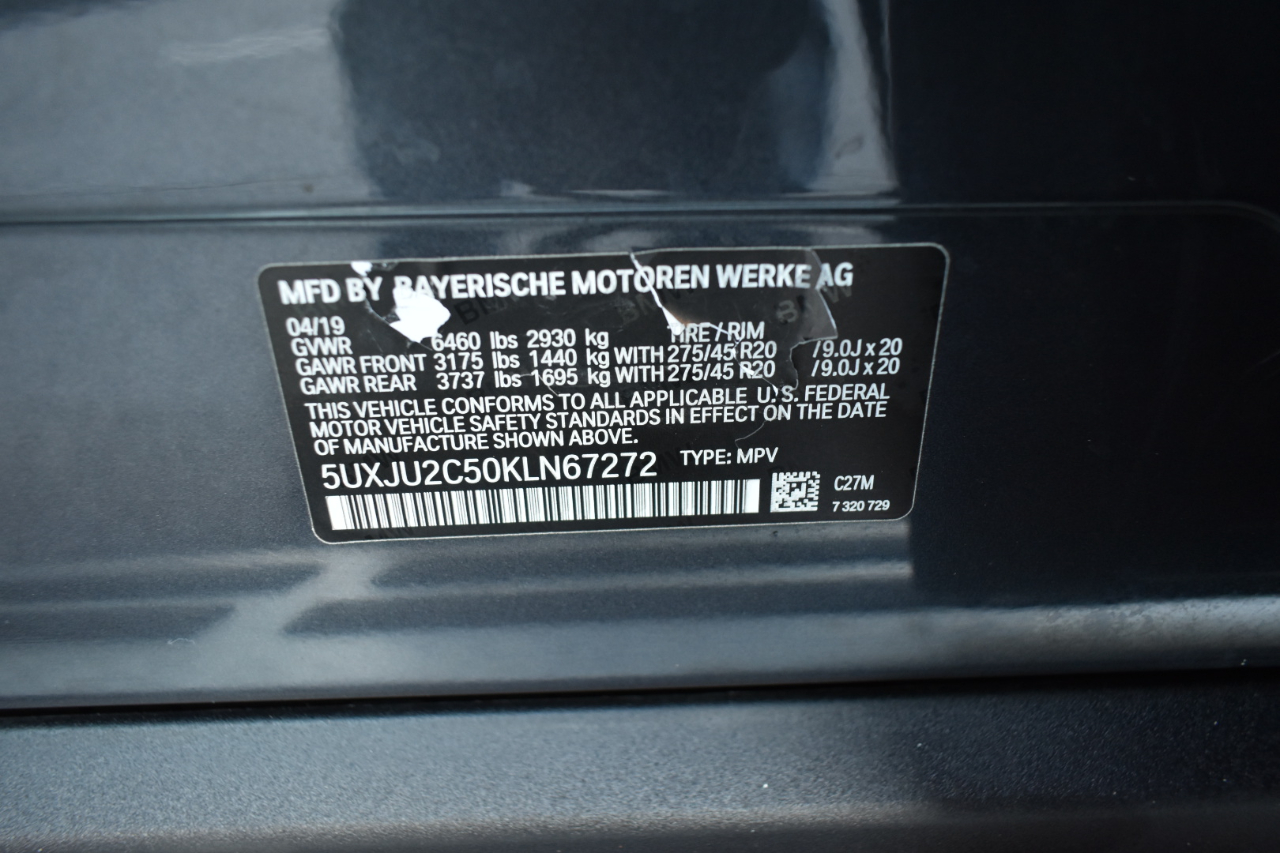 MFD BY BAYERISCHE MOTOREN WERKE AG
04/19 TIRE / RIM
GVWR 6460 lbs 2930 kg
GAWR FRONT 3175 lbs 1440 kg WITH 275/45 R20 /9.0J x 20
GAWR REAR 3737 lbs 1695 kg WITH 275/45 R20 /9.0J x 20
THIS VEHICLE CONFORMS TO ALL APPLICABLE U.S. FEDERAL
MOTOR VEHICLE SAFETY STANDARDS IN EFFECT ON THE DATE
OF MANUFACTURE SHOWN ABOVE.
5UXJU2C50KLN67272 TYPE: MPV
C27M
7 320 729